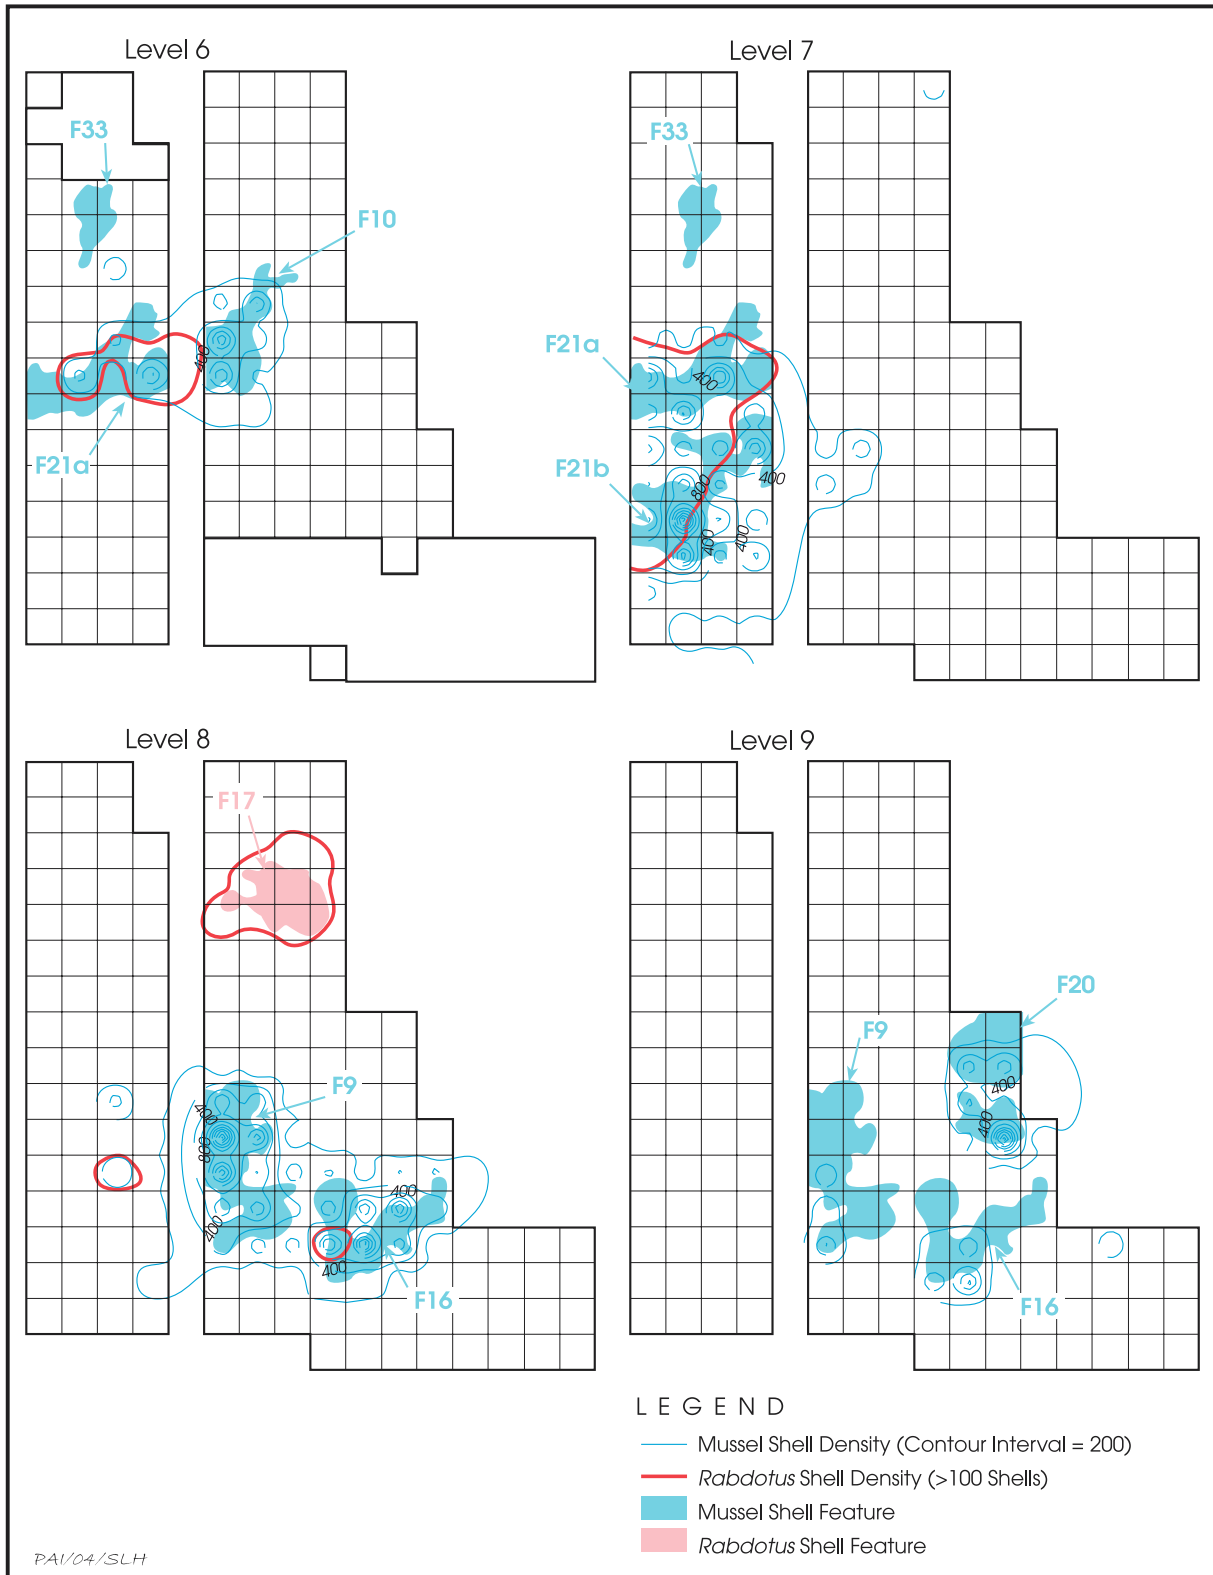 Level 6
Level 7
F33
F33
F10
F21a
400
400
F21a
F21b
800
400
400
400
Level 8
Level 9
F17
F20
F9
F9
400
400
800
400
400
400
400
F16
F16
LEGEND
Mussel Shell Density (Contour Interval = 200)
Rabdotus Shell Density (>100 Shells)
Mussel Shell Feature
Rabdotus Shell Feature
PAI/04/SLH